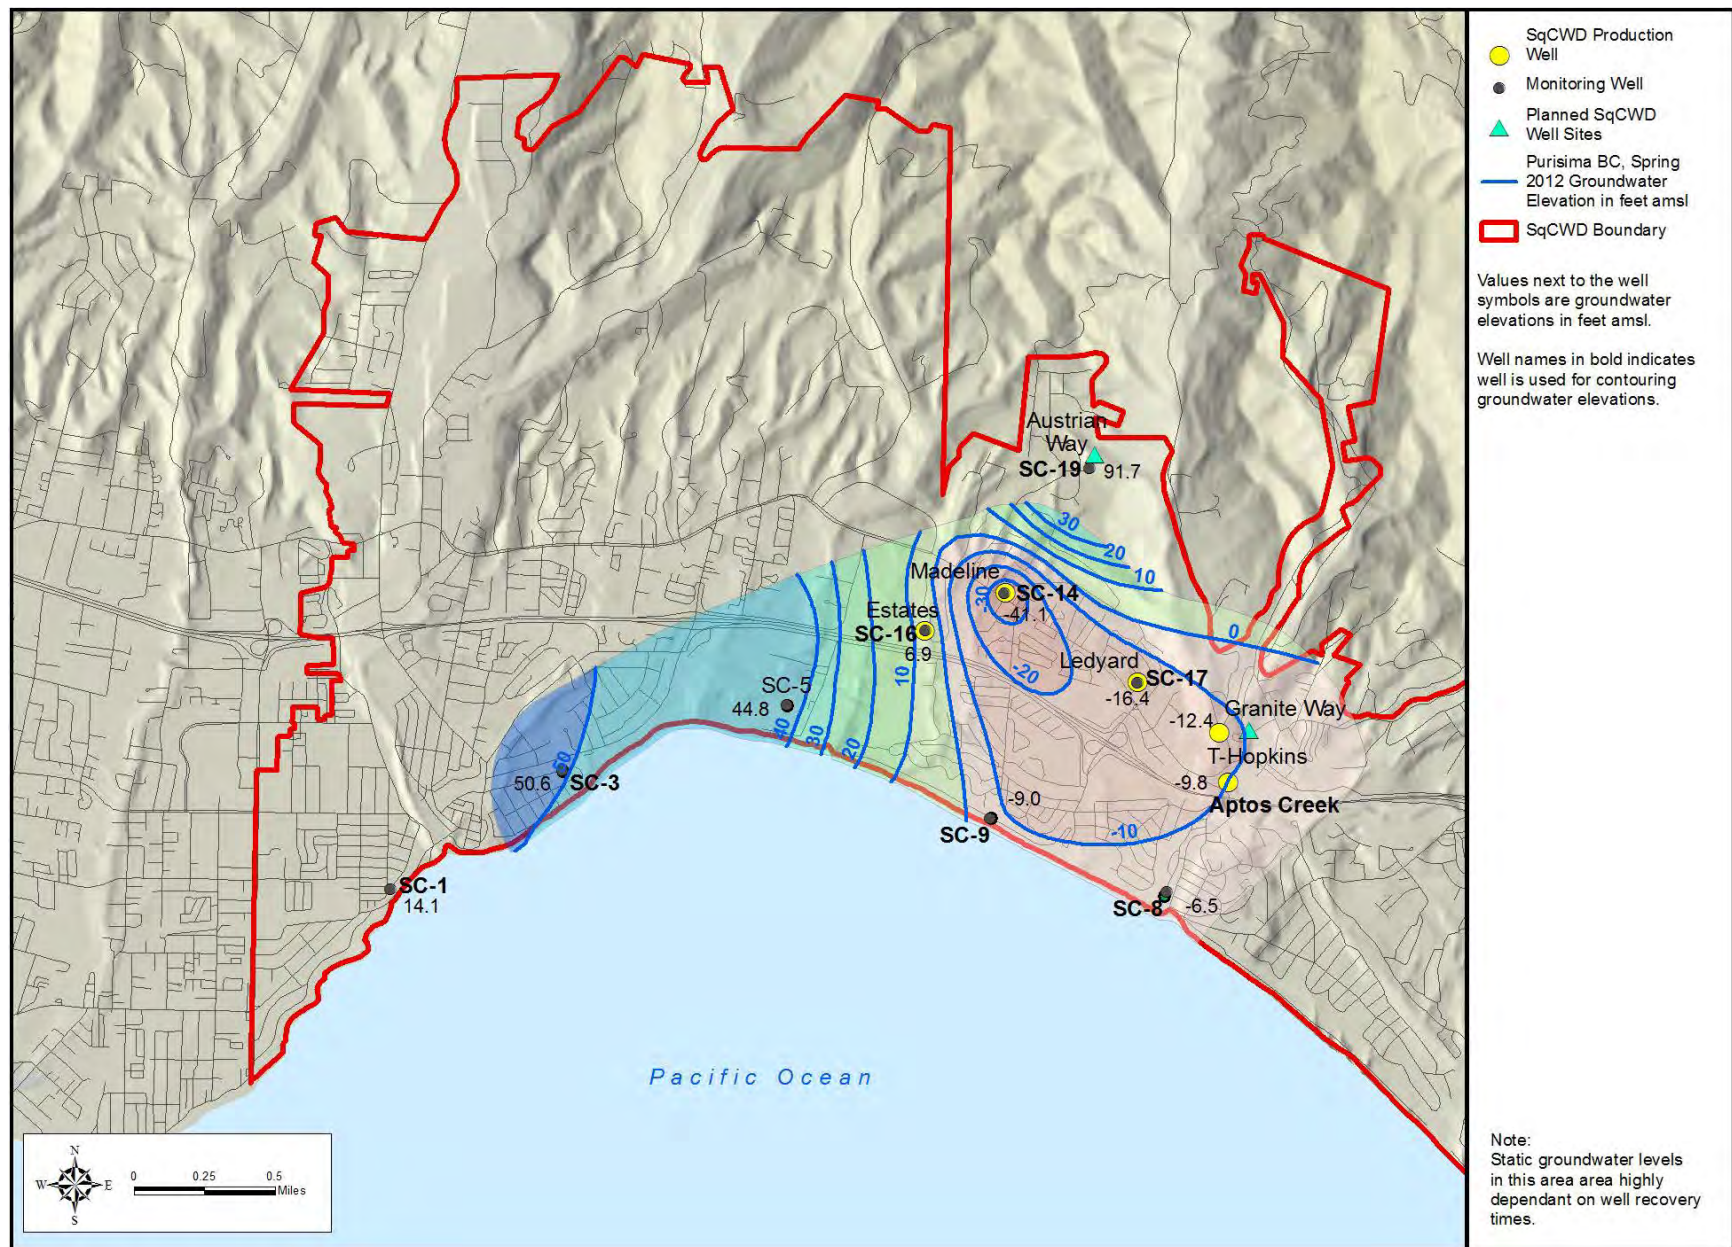 SqCWD Production
Well
Monitoring Well
Planned SqCWD
Well Sites
Purisima BC, Spring
2012 Groundwater
Elevation in feet amsl
SqCWD Boundary
Values next to the well
symbols are groundwater
elevations in feet amsl.
Well names in bold indicates
well is used for contouring
groundwater elevations.
Austrian
Way
SC-19
91.7
30
20
10
0
Madeline
SC-14
-30
-41.1
Estates
SC-16
6.9
10
-20
Ledyard
SC-17
-16.4
SC-5
44.8
40
30
20
-12.4
Granite Way
T-Hopkins
-9.8
Aptos Creek
50
50.6
SC-3
-9.0
SC-9
-10
SC-1
14.1
SC-8
-6.5
Pacific Ocean
N
W
E
S
0
0.25
0.5
Miles
Note:
Static groundwater levels
in this area area highly
dependant on well recovery
times.